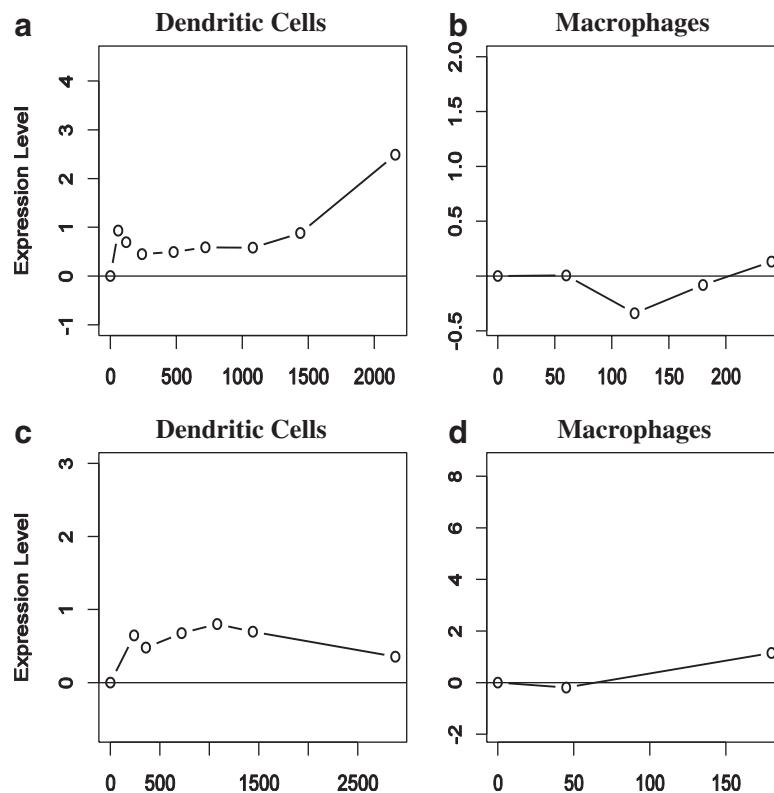 a Dendritic Cells
Expression Level
4
3
2
1
0
-1
0 500 1000 1500 2000
b Macrophages
2.0
1.5
1.0
0.5
-0.5
0 50 100 150 200
c Dendritic Cells
Expression Level
3
2
1
0
0 500 1500 2500
d Macrophages
8
6
4
2
0
-2
0 50 100 150